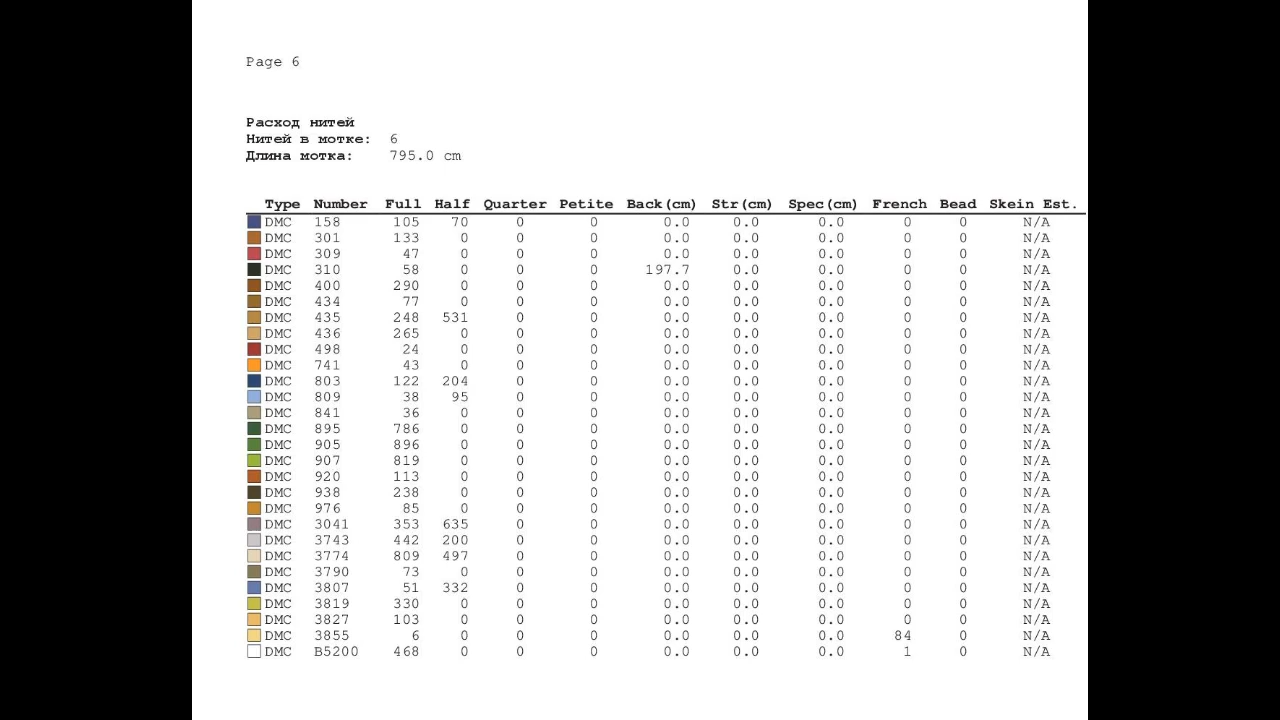 Page 6
Расход нитей
Нитей в мотке: 6
Длина мотка: 795.0 cm
Type Number Full Half Quarter Petite Back(cm) Str(cm) Spec(cm) French Bead Skein Est.
DMC 158 105 70 0 0 0.0 0.0 0.0 0 0 N/A
DMC 301 133 0 0 0 0.0 0.0 0.0 0 0 N/A
DMC 309 47 0 0 0 0.0 0.0 0.0 0 0 N/A
DMC 310 58 0 0 0 197.7 0.0 0.0 0 0 N/A
DMC 400 290 0 0 0 0.0 0.0 0.0 0 0 N/A
DMC 434 77 0 0 0 0.0 0.0 0.0 0 0 N/A
DMC 435 248 531 0 0 0.0 0.0 0.0 0 0 N/A
DMC 436 265 0 0 0 0.0 0.0 0.0 0 0 N/A
DMC 498 24 0 0 0 0.0 0.0 0.0 0 0 N/A
DMC 741 43 0 0 0 0.0 0.0 0.0 0 0 N/A
DMC 803 122 204 0 0 0.0 0.0 0.0 0 0 N/A
DMC 809 38 95 0 0 0.0 0.0 0.0 0 0 N/A
DMC 841 36 0 0 0 0.0 0.0 0.0 0 0 N/A
DMC 895 786 0 0 0 0.0 0.0 0.0 0 0 N/A
DMC 905 896 0 0 0 0.0 0.0 0.0 0 0 N/A
DMC 907 819 0 0 0 0.0 0.0 0.0 0 0 N/A
DMC 920 113 0 0 0 0.0 0.0 0.0 0 0 N/A
DMC 938 238 0 0 0 0.0 0.0 0.0 0 0 N/A
DMC 976 85 0 0 0 0.0 0.0 0.0 0 0 N/A
DMC 3041 353 635 0 0 0.0 0.0 0.0 0 0 N/A
DMC 3743 442 200 0 0 0.0 0.0 0.0 0 0 N/A
DMC 3774 809 497 0 0 0.0 0.0 0.0 0 0 N/A
DMC 3790 73 0 0 0 0.0 0.0 0.0 0 0 N/A
DMC 3807 51 332 0 0 0.0 0.0 0.0 0 0 N/A
DMC 3819 330 0 0 0 0.0 0.0 0.0 0 0 N/A
DMC 3827 103 0 0 0 0.0 0.0 0.0 0 0 N/A
DMC 3855 6 0 0 0 0.0 0.0 0.0 84 0 N/A
DMC B5200 468 0 0 0 0.0 0.0 0.0 1 0 N/A